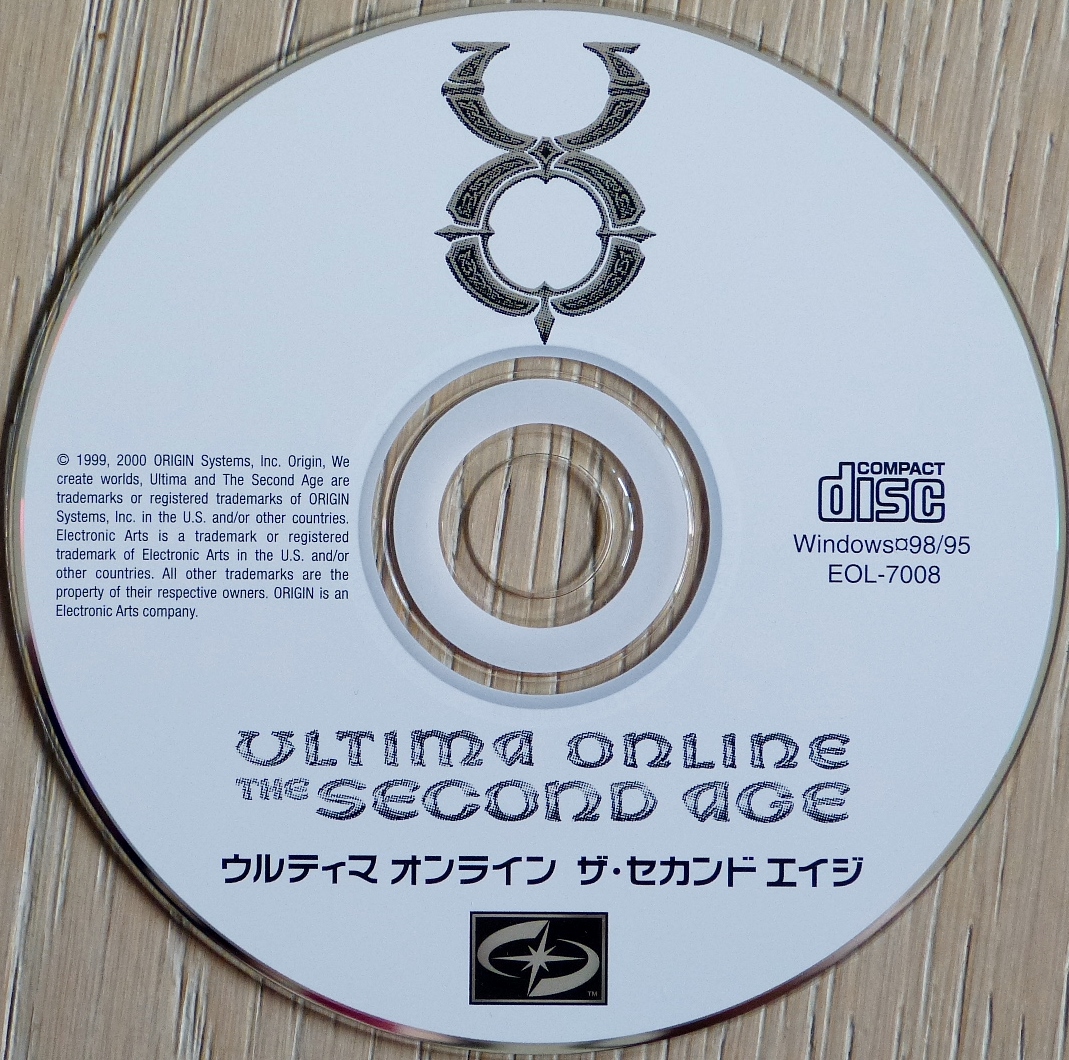 © 1999, 2000 ORIGIN Systems, Inc. Origin, We
create worlds, Ultima and The Second Age are
trademarks or registered trademarks of ORIGIN
Systems, Inc. in the U.S. and/or other countries.
Electronic Arts is a trademark or registered
trademark of Electronic Arts in the U.S. and/or
other countries. All other trademarks are the
property of their respective owners. ORIGIN is an
Electronic Arts company.
COMPACT
disc
Windows¤98/95
EOL-7008
ULTIMA ONLINE
THE SECOND AGE
ウルティマ オンライン ザ・セカンド エイジ
TM